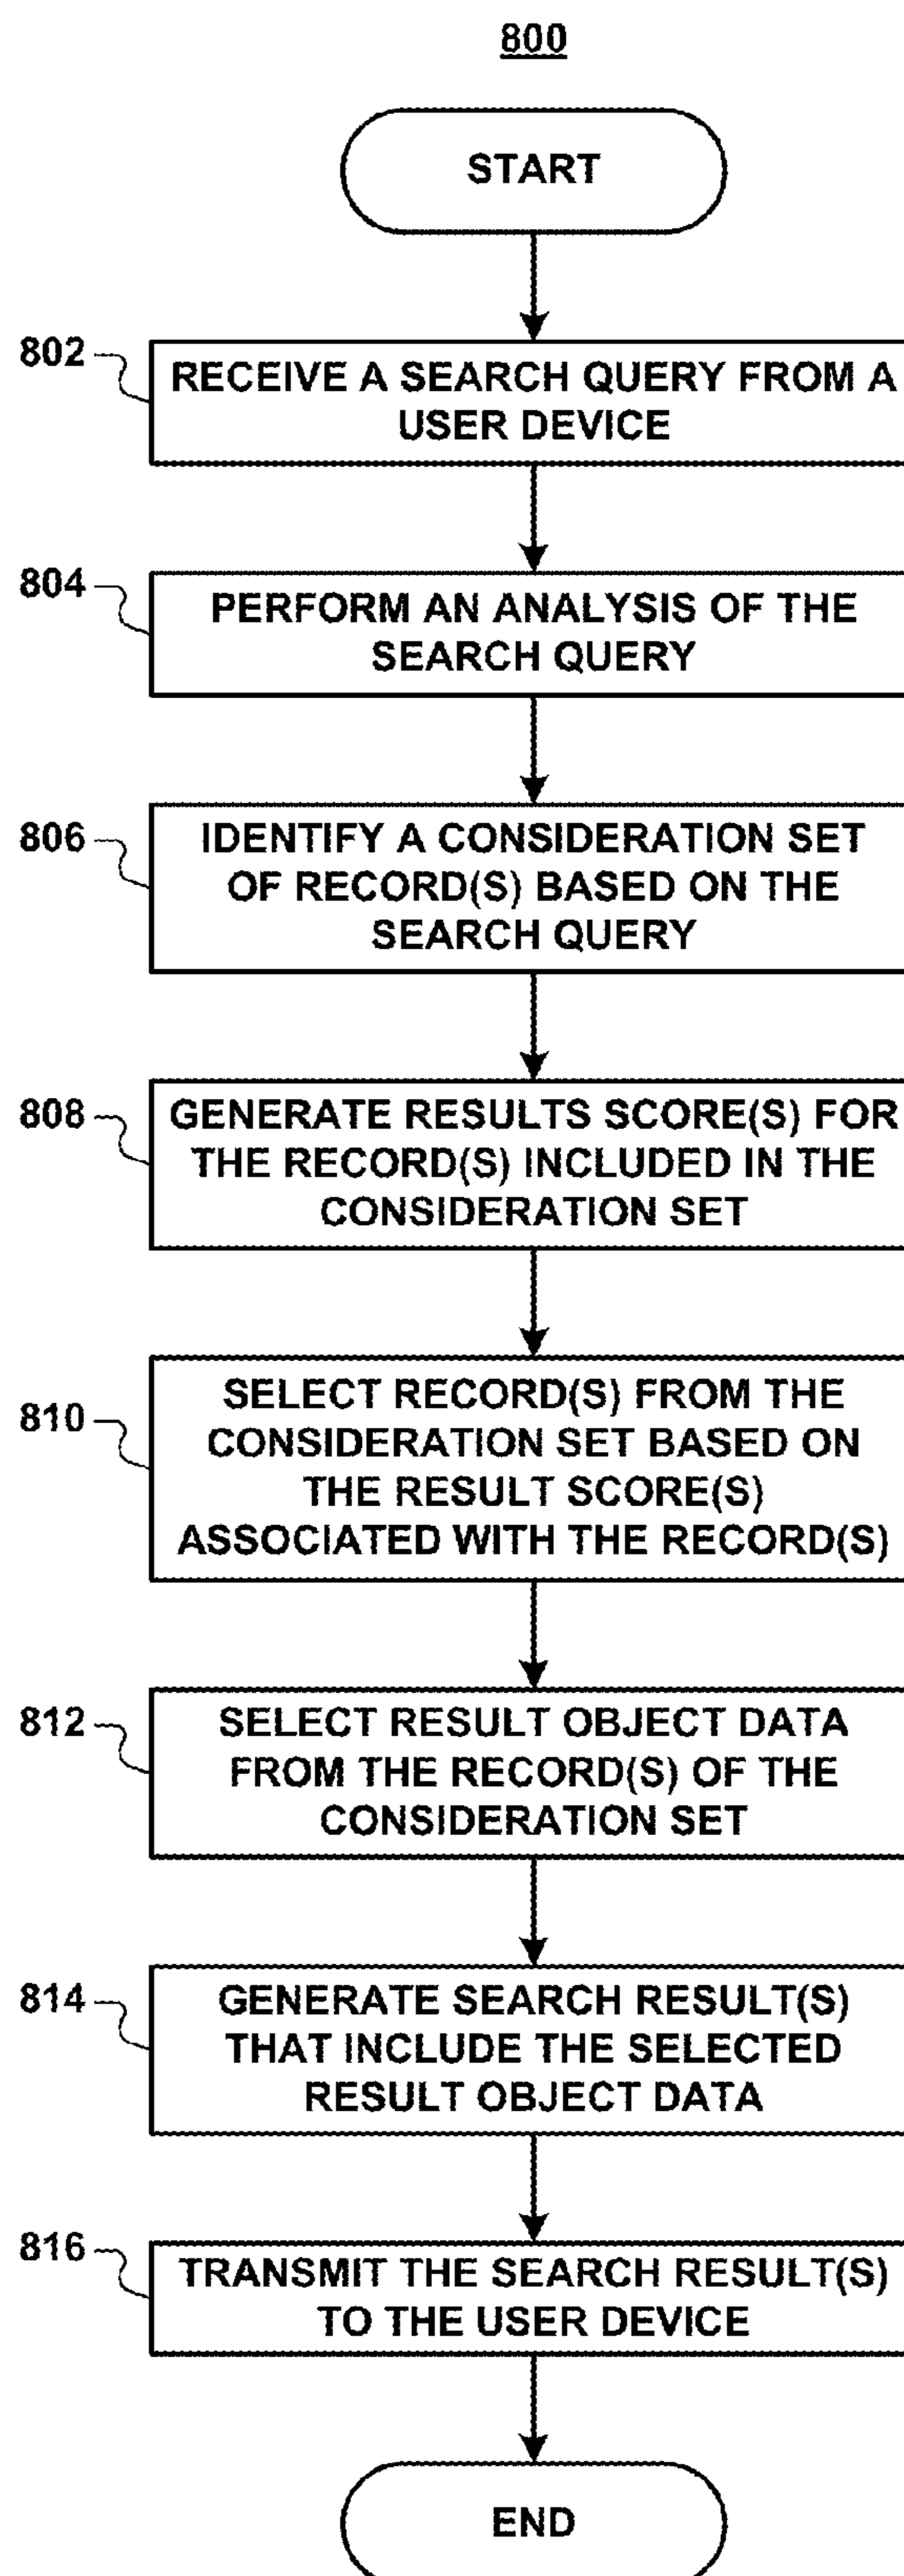 800
START
802
RECEIVE A SEARCH QUERY FROM A
USER DEVICE
804
PERFORM AN ANALYSIS OF THE
SEARCH QUERY
806
IDENTIFY A CONSIDERATION SET
OF RECORD(S) BASED ON THE
SEARCH QUERY
808
GENERATE RESULTS SCORE(S) FOR
THE RECORD(S) INCLUDED IN THE
CONSIDERATION SET
810
SELECT RECORD(S) FROM THE
CONSIDERATION SET BASED ON
THE RESULT SCORE(S)
ASSOCIATED WITH THE RECORD(S)
812
SELECT RESULT OBJECT DATA
FROM THE RECORD(S) OF THE
CONSIDERATION SET
814
GENERATE SEARCH RESULT(S)
THAT INCLUDE THE SELECTED
RESULT OBJECT DATA
816
TRANSMIT THE SEARCH RESULT(S)
TO THE USER DEVICE
END